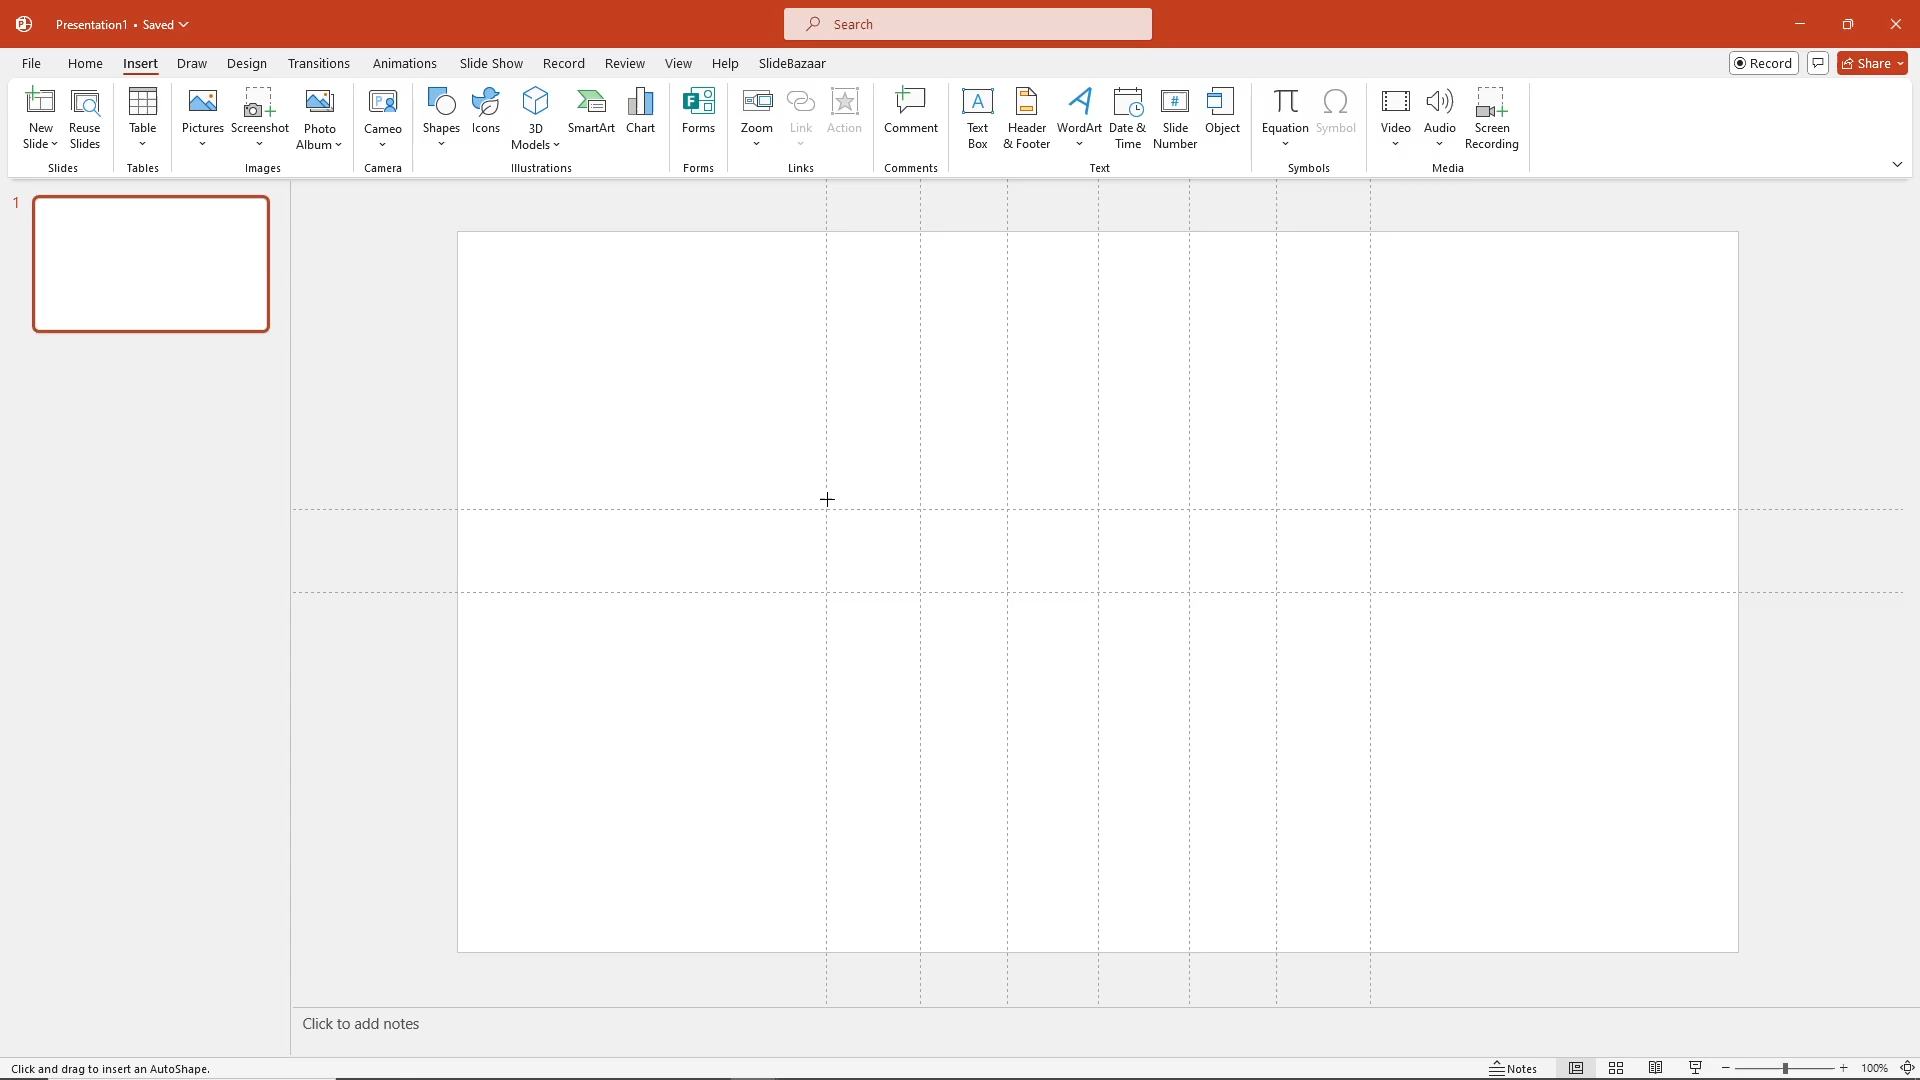 Presentation1 • Saved
Search
File Home Insert Draw Design Transitions Animations Slide Show Record Review View Help SlideBazaar
Record
Share
New Slide
Reuse Slides
Slides
Table
Tables
Pictures
Screenshot
Photo Album
Images
Cameo
Camera
Shapes
Icons
3D Models
SmartArt
Chart
Illustrations
Forms
Forms
Zoom
Link
Action
Links
Comment
Comments
Text Box
Header & Footer
WordArt
Date & Time
Slide Number
Object
Text
Equation
Symbol
Symbols
Video
Audio
Screen Recording
Media
1
Click to add notes
Click and drag to insert an AutoShape.
Notes
100%